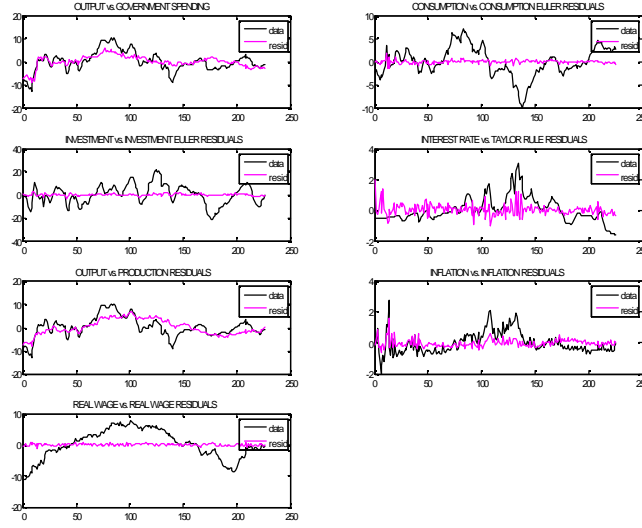 OUTPUT vs. GOVERNMENT SPENDING
20
10
0
-10
-20
0 50 100 150 200 250
data
resid
CONSUMPTION vs. CONSUMPTION EULER RESIDUALS
10
5
0
-5
-10
0 50 100 150 200 250
data
resid
INVESTMENT vs. INVESTMENT EULER RESIDUALS
40
20
0
-20
-40
0 50 100 150 200 250
data
resid
INTEREST RATE vs. TAYLOR RULE RESIDUALS
4
2
0
-2
0 50 100 150 200 250
data
resid
OUTPUT vs. PRODUCTION RESIDUALS
20
10
0
-10
-20
0 50 100 150 200 250
data
resid
INFLATION vs. INFLATION RESIDUALS
4
2
0
-2
0 50 100 150 200 250
data
resid
REAL WAGE vs. REAL WAGE RESIDUALS
10
0
-10
-20
0 50 100 150 200 250
data
resid